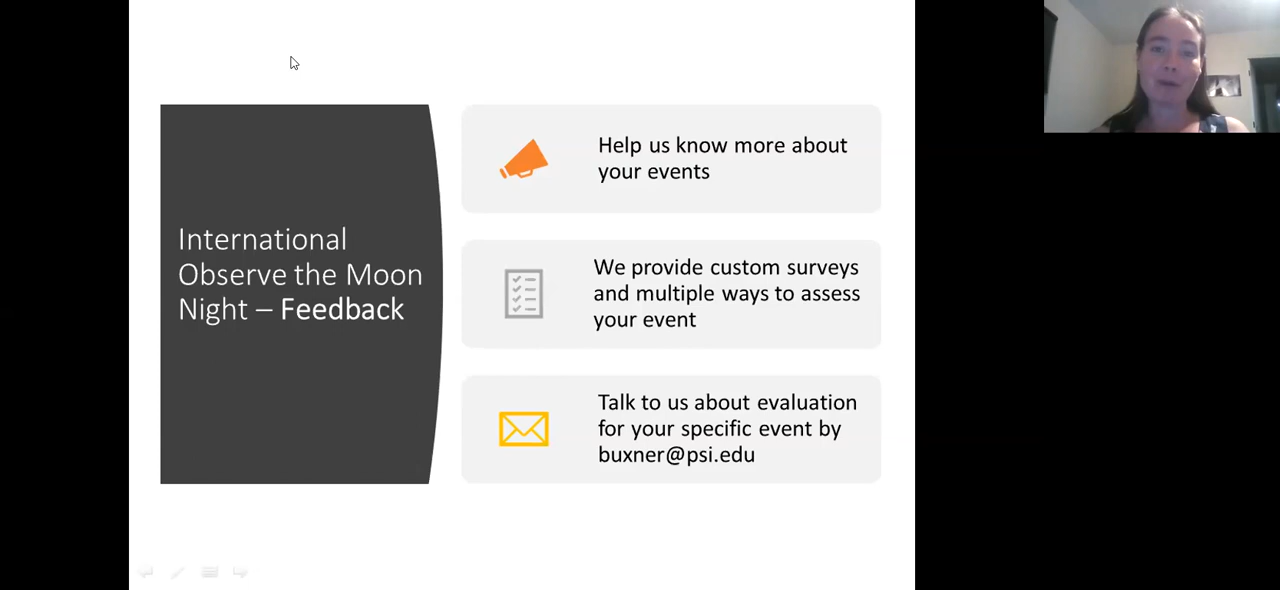 International
Observe the Moon
Night – Feedback
Help us know more about
your events
We provide custom surveys
and multiple ways to assess
your event
Talk to us about evaluation
for your specific event by
buxner@psi.edu